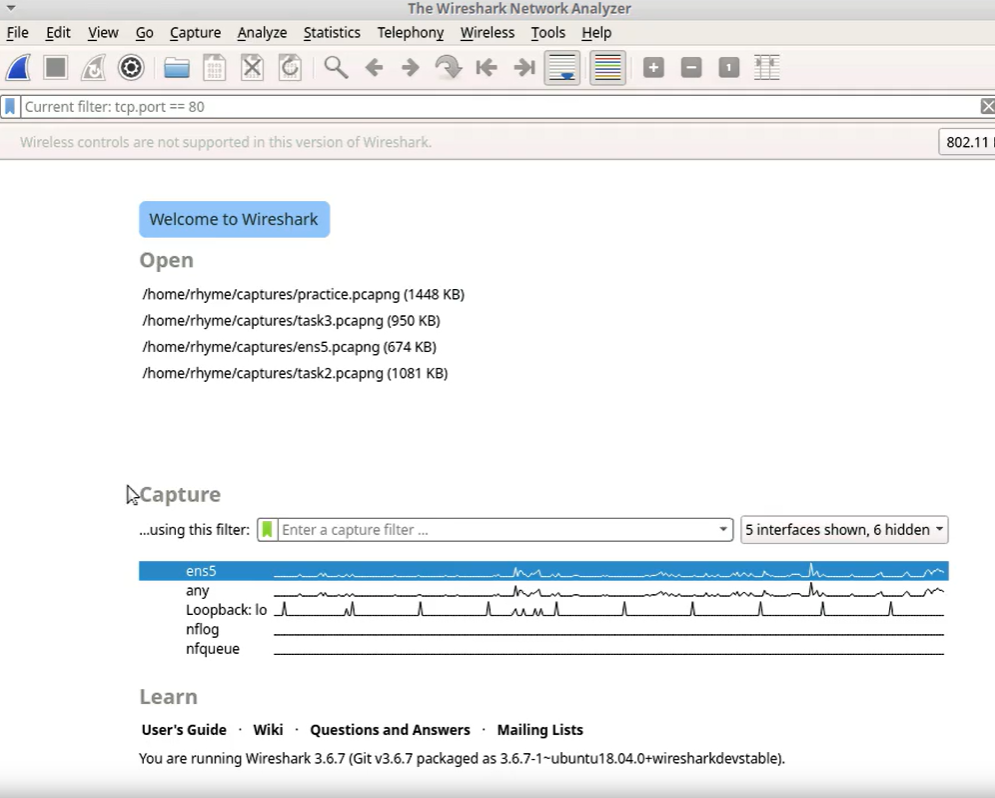 The Wireshark Network Analyzer
File Edit View Go Capture Analyze Statistics Telephony Wireless Tools Help
Current filter: tcp.port == 80
Wireless controls are not supported in this version of Wireshark. 802.11
Welcome to Wireshark
Open
/home/rhyme/captures/practice.pcapng (1448 KB)
/home/rhyme/captures/task3.pcapng (950 KB)
/home/rhyme/captures/ens5.pcapng (674 KB)
/home/rhyme/captures/task2.pcapng (1081 KB)
Capture
...using this filter: Enter a capture filter ... 5 interfaces shown, 6 hidden
ens5
any
Loopback: lo
nflog
nfqueue
Learn
User's Guide · Wiki · Questions and Answers · Mailing Lists
You are running Wireshark 3.6.7 (Git v3.6.7 packaged as 3.6.7-1~ubuntu18.04.0+wiresharkdevstable).